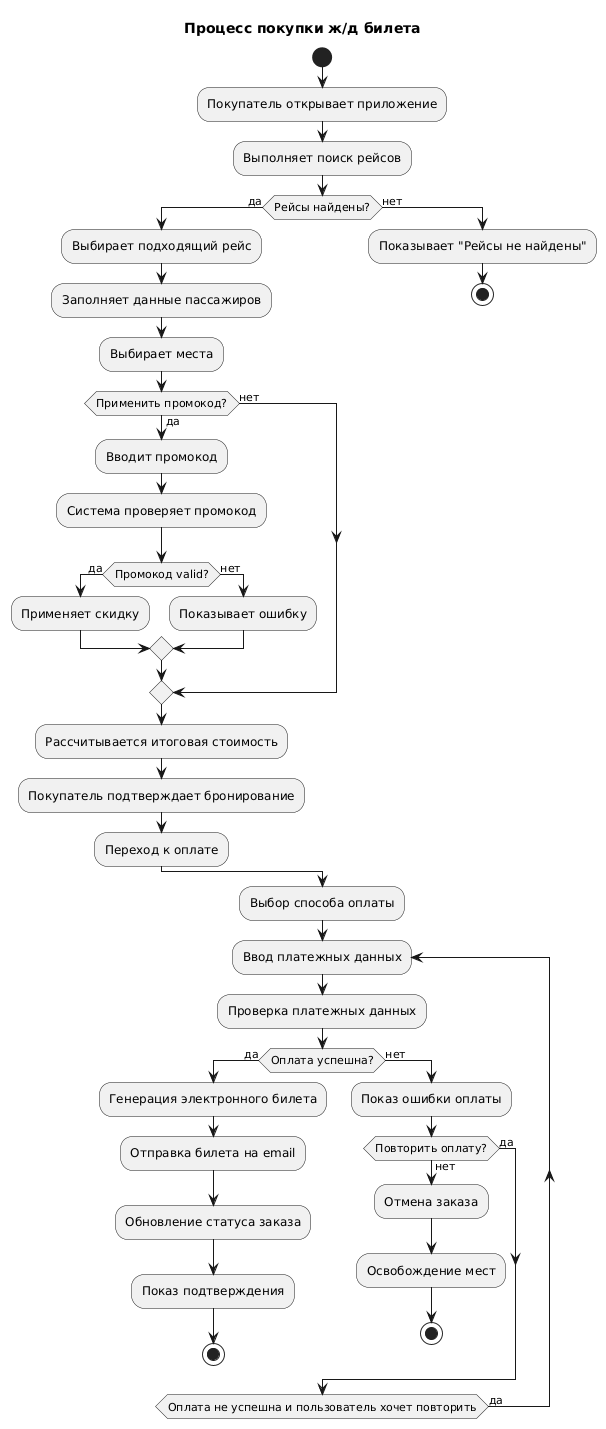 Процесс покупки ж/д билета
Покупатель открывает приложение
Выполняет поиск рейсов
да
Рейсы найдены?
нет
Выбирает подходящий рейс
Показывает "Рейсы не найдены"
Заполняет данные пассажиров
Выбирает места
Применить промокод?
нет
да
Вводит промокод
Система проверяет промокод
да
Промокод valid?
нет
Применяет скидку
Показывает ошибку
Рассчитывается итоговая стоимость
Покупатель подтверждает бронирование
Переход к оплате
Выбор способа оплаты
Ввод платежных данных
Проверка платежных данных
да
Оплата успешна?
нет
Генерация электронного билета
Показ ошибки оплаты
Отправка билета на email
Повторить оплату?
да
нет
Отмена заказа
Обновление статуса заказа
Освобождение мест
Показ подтверждения
Оплата не успешна и пользователь хочет повторить
да